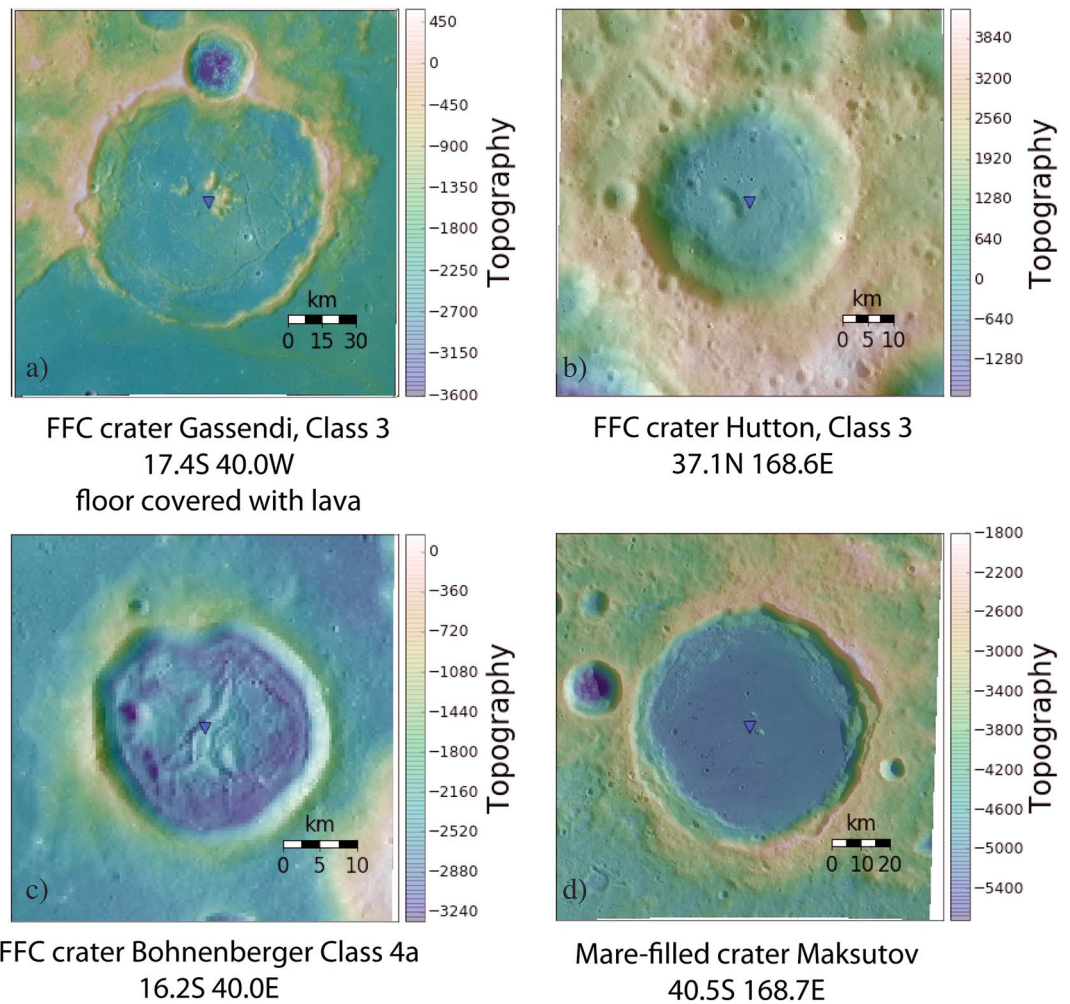 450
0
−450
−900
−1350
−1800
−2250
−2700
−3150
−3600
Topography
km
0 15 30
a)
FFC crater Gassendi, Class 3
17.4S 40.0W
floor covered with lava
3840
3200
2560
1920
1280
640
0
−640
−1280
Topography
km
0 5 10
b)
FFC crater Hutton, Class 3
37.1N 168.6E
0
−360
−720
−1080
−1440
−1800
−2160
−2520
−2880
−3240
Topography
km
0 5 10
c)
FFC crater Bohnenberger Class 4a
16.2S 40.0E
−1800
−2200
−2600
−3000
−3400
−3800
−4200
−4600
−5000
−5400
Topography
km
0 10 20
d)
Mare-filled crater Maksutov
40.5S 168.7E